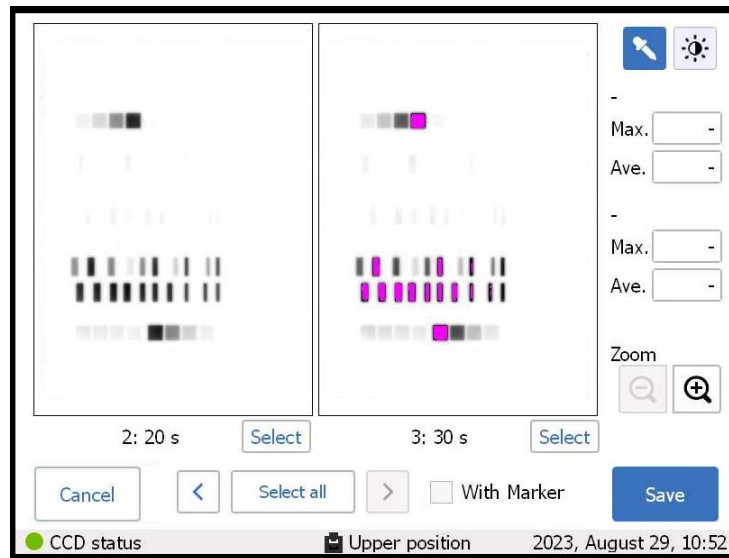 -
Max. -
Ave. -
-
Max. -
Ave. -
Zoom
2: 20 s Select 3: 30 s Select
Cancel < Select all > With Marker Save
CCD status Upper position 2023, August 29, 10:52